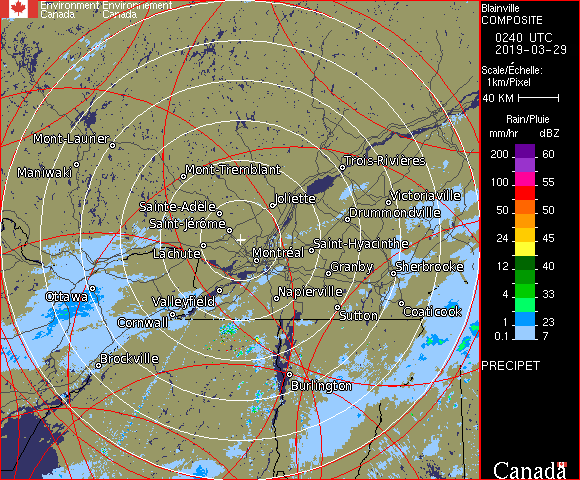 Environment Environnement
Canada Canada
Blainville
COMPOSITE
0240 UTC
2019-03-29
Scale/Échelle:
1km/Pixel
40 KM
Rain/Pluie
mm/hr dBZ
200 60
100 55
50 50
24 45
12 40
4 33
1 23
0.1 7
PRECIPET
Mont-Laurier
Maniwaki
Mont-Tremblant
Trois-Rivières
Sainte-Adèle
Joliette
Victoriaville
Saint-Jérôme
Drummondville
Lachute
Montréal
Saint-Hyacinthe
Granby
Sherbrooke
Ottawa
Valleyfield
Napierville
Cornwall
Sutton
Coaticook
Brockville
Burlington
Canada